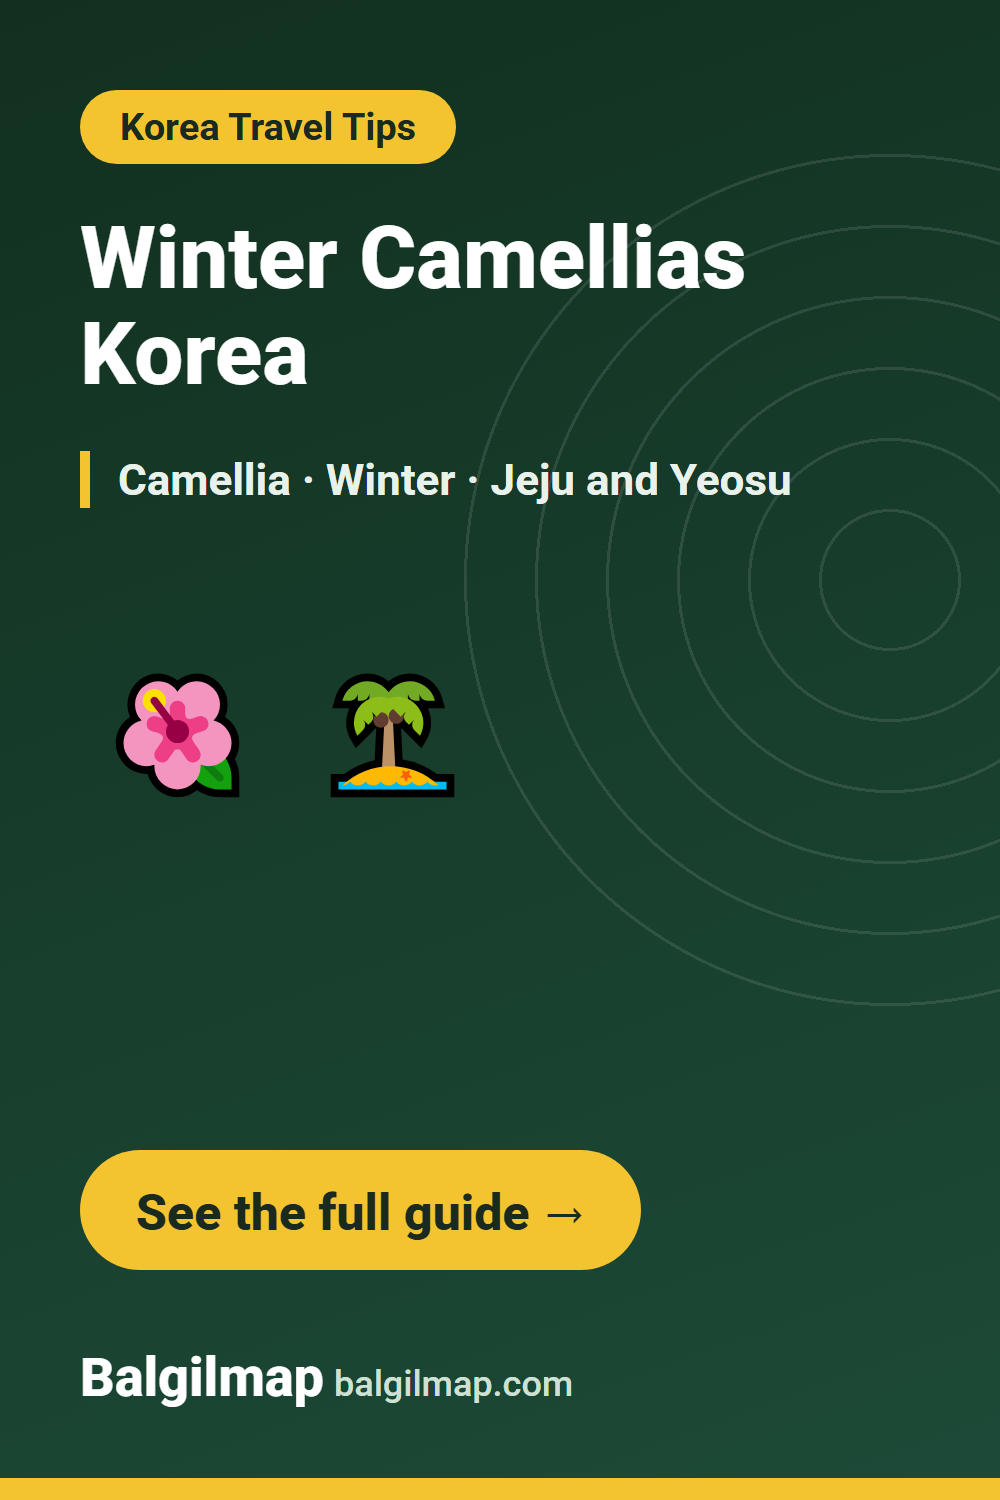 Korea Travel Tips
Winter Camellias
Korea
Camellia · Winter · Jeju and Yeosu
See the full guide →
Balgilmap balgilmap.com